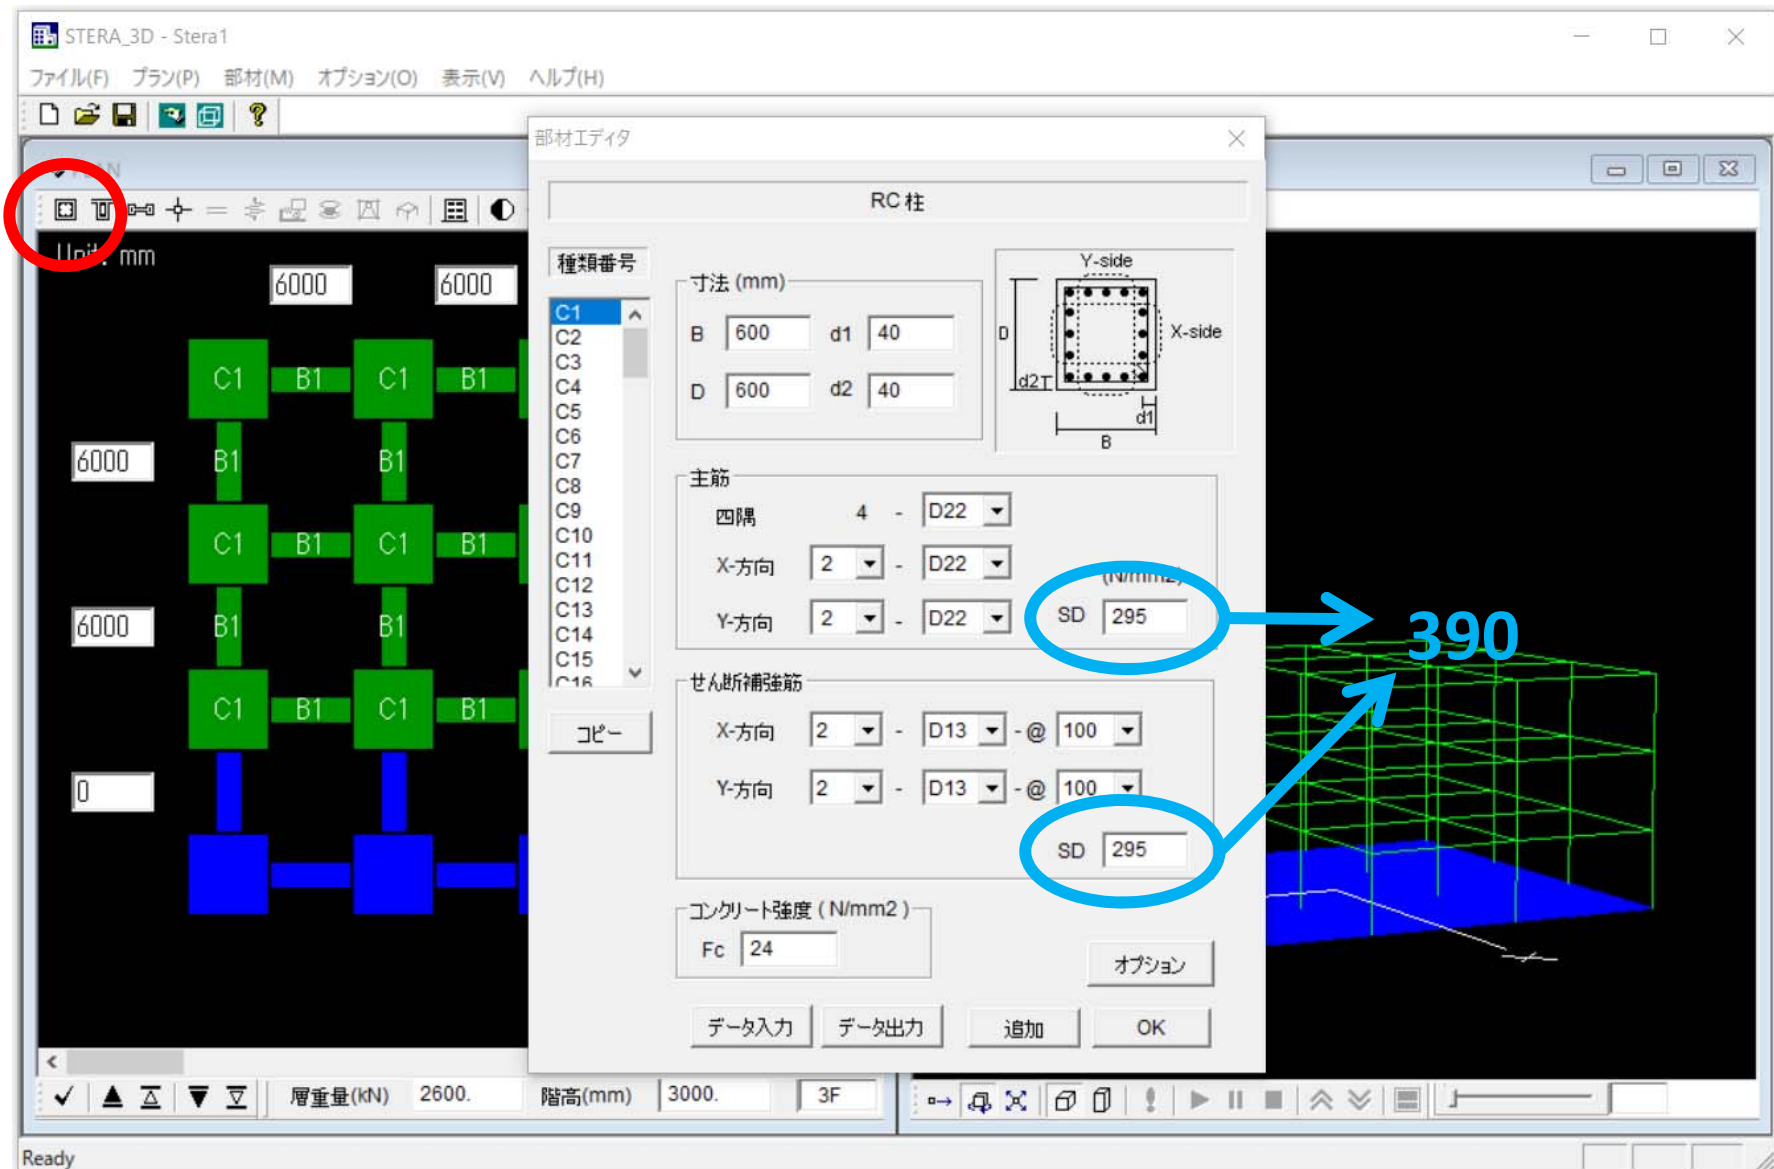 STERA_3D - Stera1
ファイル(F) プラン(P) 部材(M) オプション(O) 表示(V) ヘルプ(H)
Unit: mm
6000 6000
C1 B1 C1 B1
6000 B1 B1
C1 B1 C1 B1
6000 B1 B1
C1 B1 C1 B1
0
部材エディタ
RC 柱
種類番号
C1
C2
C3
C4
C5
C6
C7
C8
C9
C10
C11
C12
C13
C14
C15
C16
コピー
寸法 (mm)
B 600 d1 40
D 600 d2 40
Y-side
D X-side
d2
d1
B
主筋
四隅 4 - D22
X-方向 2 - D22
(N/mm2)
Y-方向 2 - D22 SD 295
せん断補強筋
X-方向 2 - D13 - @ 100
Y-方向 2 - D13 - @ 100
SD 295
コンクリート強度 ( N/mm2 )
Fc 24
オプション
データ入力 データ出力 追加 OK
390
層重量(kN) 2600. 階高(mm) 3000. 3F
Ready